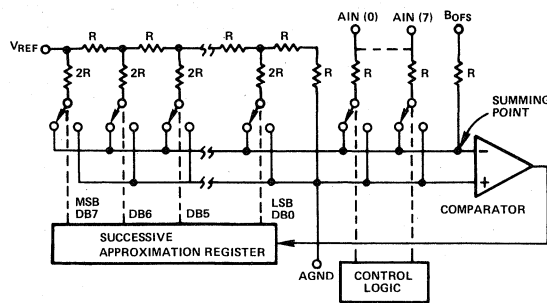 AIN (0) AIN (7) BOFS
VREF R R R R
2R 2R 2R 2R R R R R
SUMMING
POINT
−
+
COMPARATOR
MSB
DB7 DB6 DB5 LSB
DB0
SUCCESSIVE
APPROXIMATION REGISTER
AGND
CONTROL
LOGIC